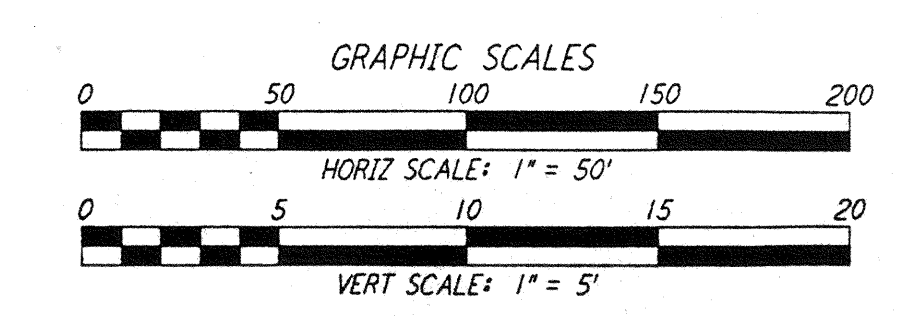 GRAPHIC SCALES
0 50 100 150 200
HORIZ SCALE: 1" = 50'
0 5 10 15 20
VERT SCALE: 1" = 5'